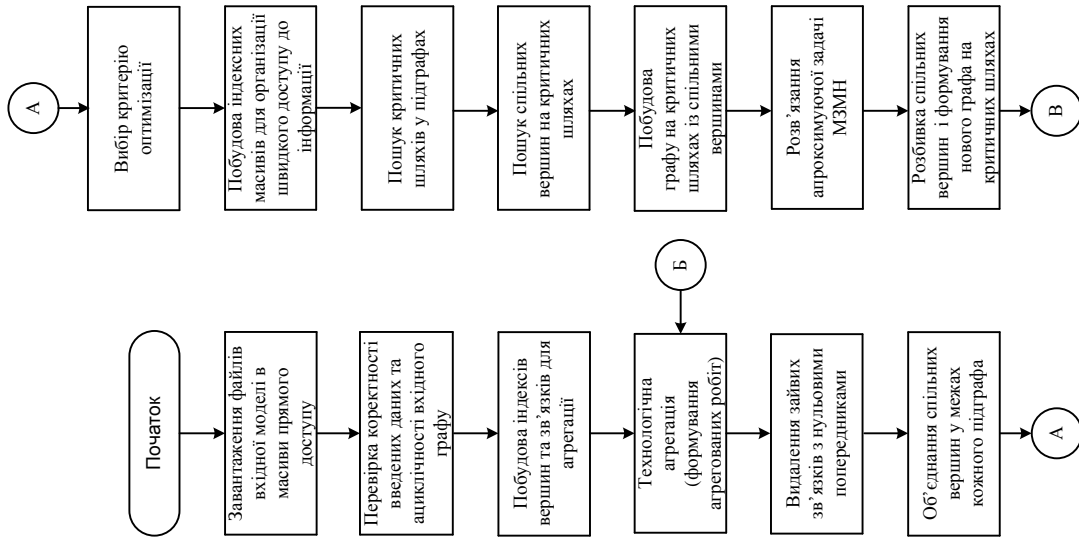 Початок
Завантаження файлів
вхідної моделі в
масиви прямого
доступу
Перевірка коректності
введених даних та
ациклічності вхідного
графу
Побудова індексів
вершин та зв’язків для
агрегації
Технологічна
агрегація
(формування
агрегованих робіт)
Б
Видалення зайвих
зв’язків з нульовими
попередниками
Об’єднання спільних
вершин у межах
кожного підграфа
А
А
Вибір критерію
оптимізації
Побудова індексних
масивів для організації
швидкого доступу до
інформації
Пошук критичних
шляхів у підграфах
Пошук спільних
вершин на критичних
шляхах
Побудова
графу на критичних
шляхах із спільними
вершинами
Розв’язання
апроксимуючої задачі
МЗМН
Розбивка спільних
вершин і формування
нового графа на
критичних шляхах
В